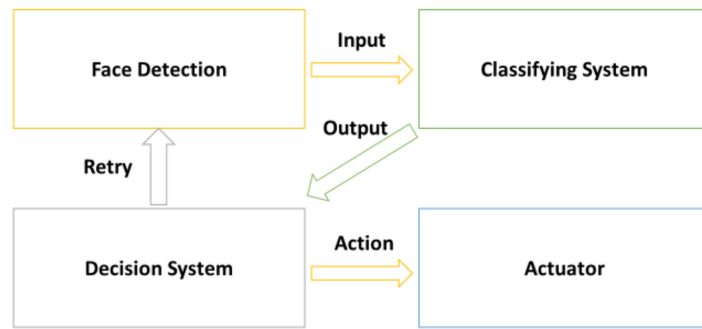 Face Detection
Input
Classifying System
Output
Retry
Decision System
Action
Actuator